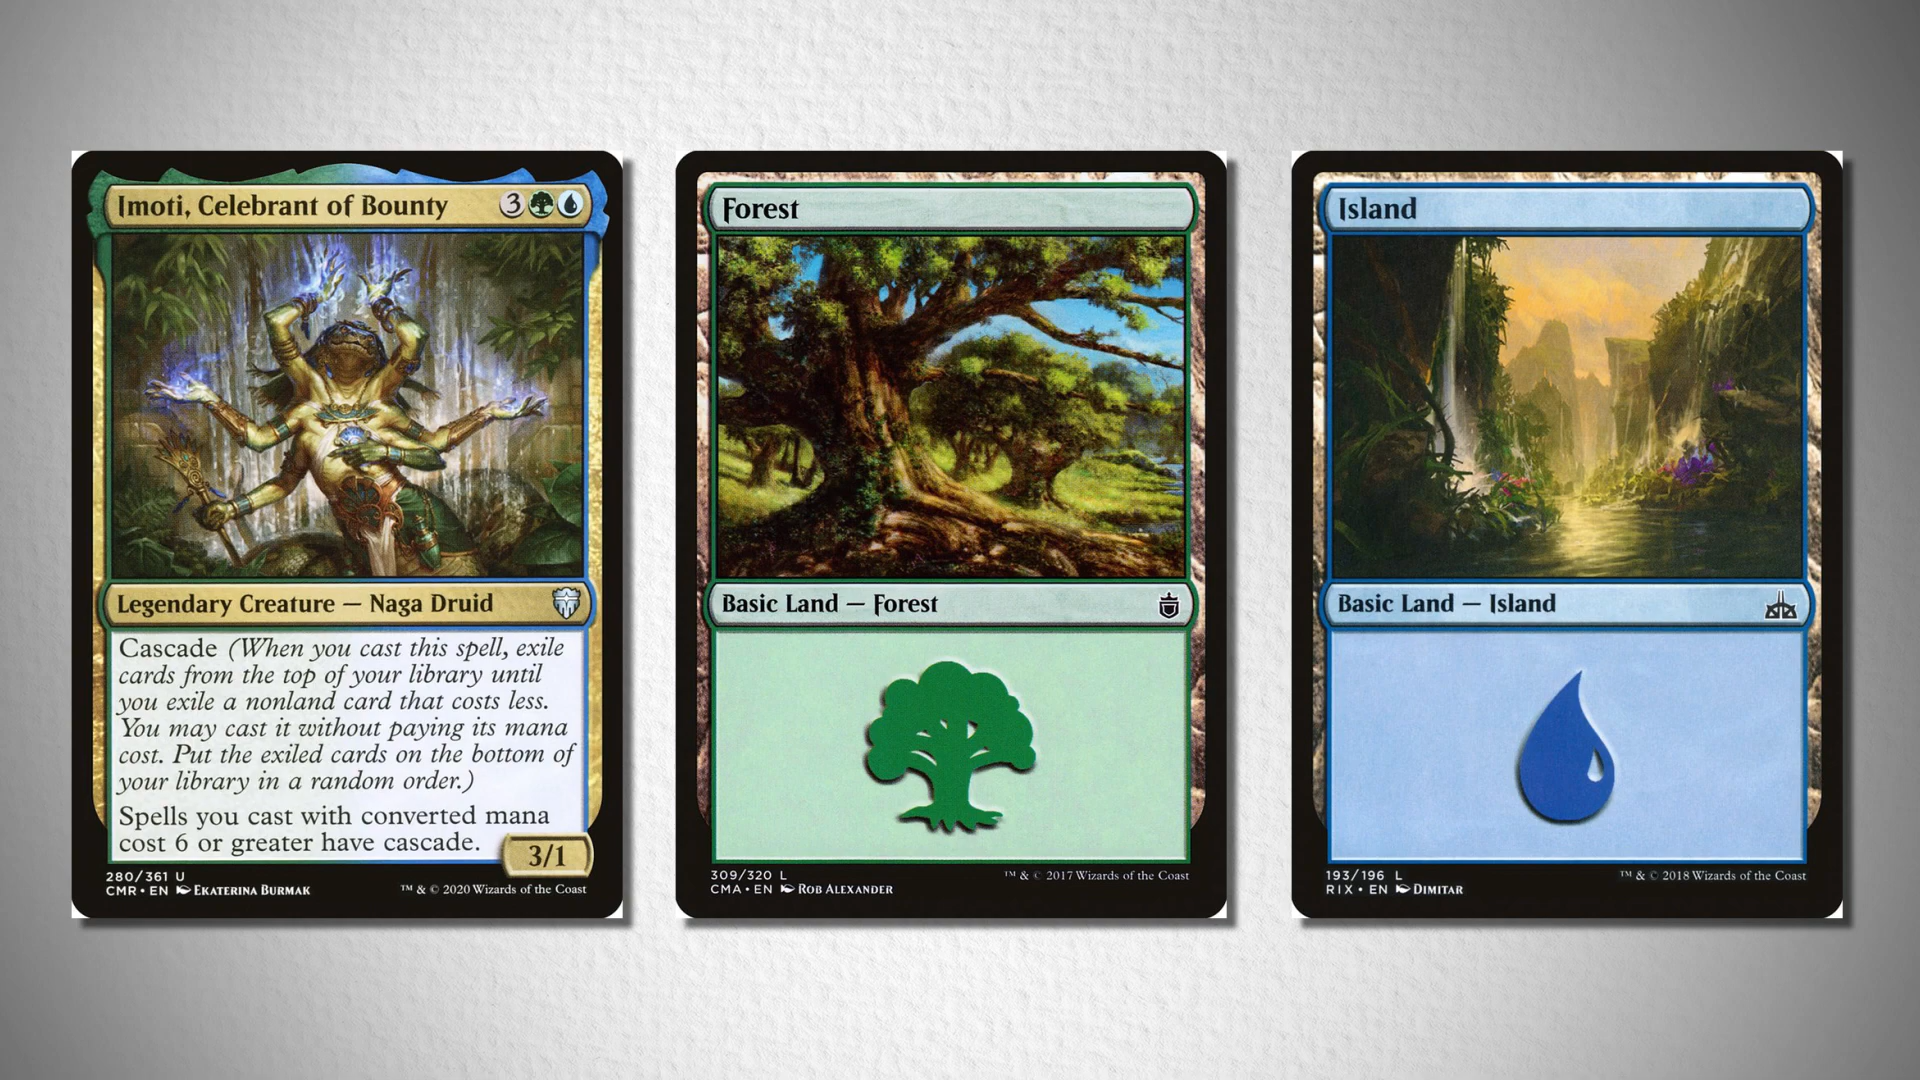 Imoti, Celebrant of Bounty 3
Legendary Creature — Naga Druid
Cascade (When you cast this spell, exile
cards from the top of your library until
you exile a nonland card that costs less.
You may cast it without paying its mana
cost. Put the exiled cards on the bottom of
your library in a random order.)
Spells you cast with converted mana
cost 6 or greater have cascade.
3/1
280/361 U
CMR • EN Ekaterina Burmak ™ & © 2020 Wizards of the Coast
Forest
Basic Land — Forest
309/320 L ™ & © 2017 Wizards of the Coast
CMA • EN Rob Alexander
Island
Basic Land — Island
193/196 L ™ & © 2018 Wizards of the Coast
RIX • EN Dimitar